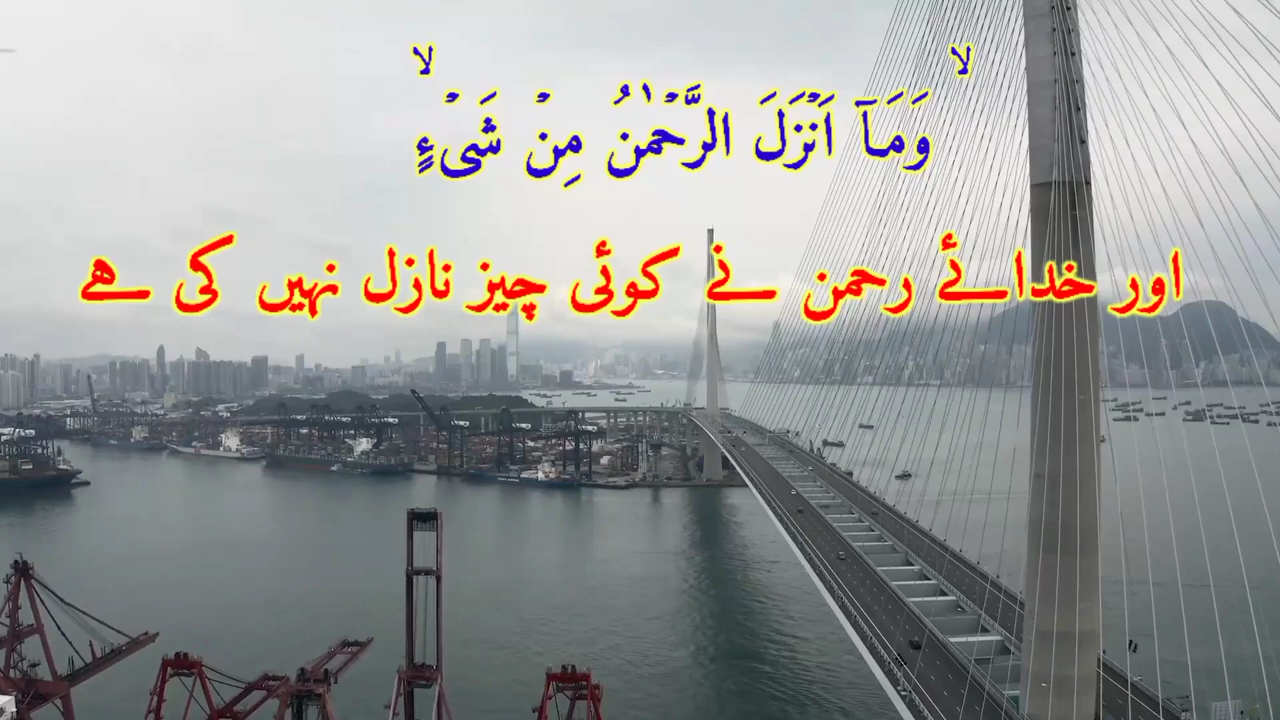 ۙ وَمَآ اَنْزَلَ الرَّحْمٰنُ مِنْ شَیْءٍ ۙ
اور خدائے رحمن نے کوئی چیز نازل نہیں کی ہے